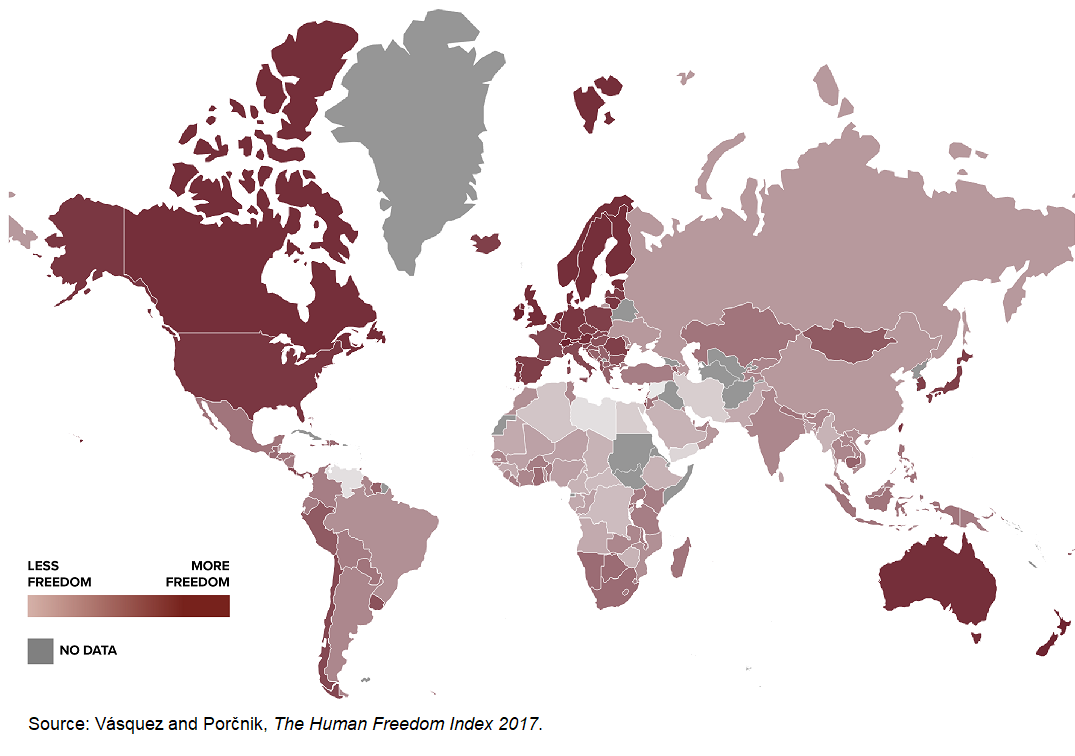 LESS
FREEDOM
MORE
FREEDOM
NO DATA
Source: Vásquez and Porčnik, The Human Freedom Index 2017.